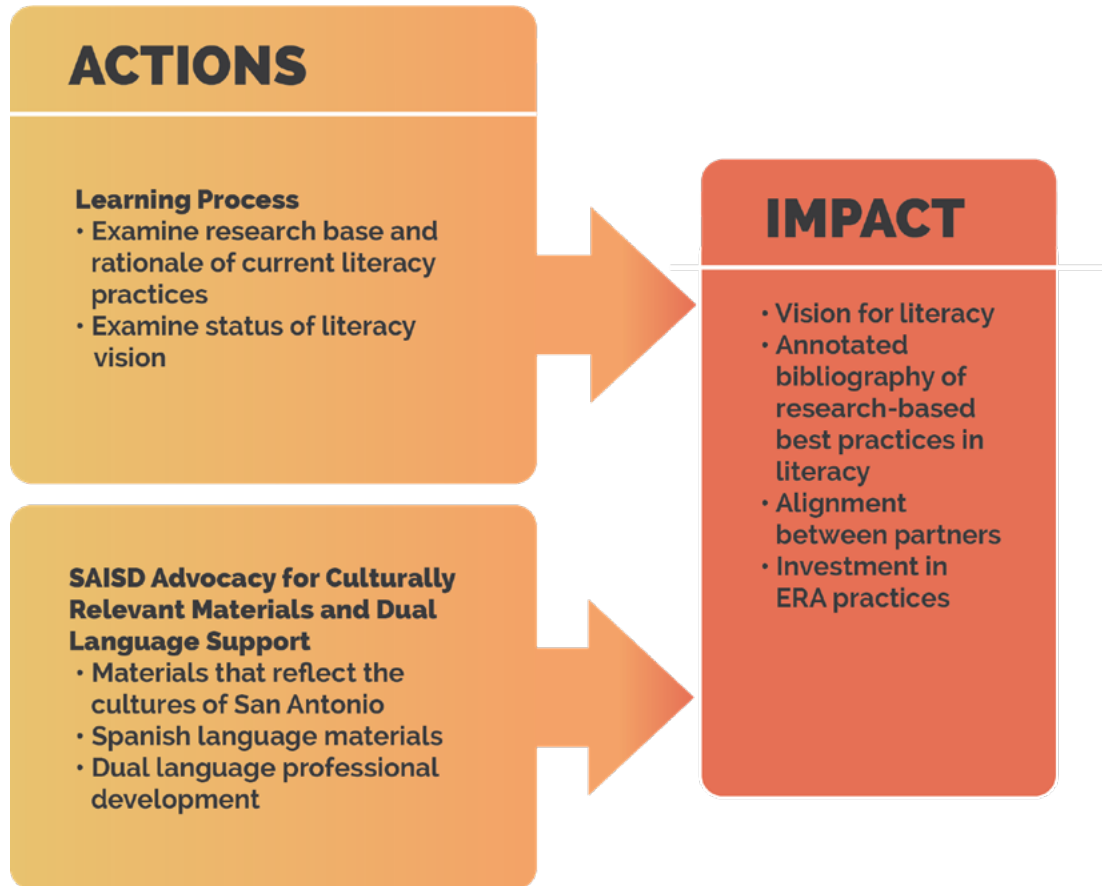 ACTIONS
Learning Process
• Examine research base and
rationale of current literacy
practices
• Examine status of literacy
vision
SAISD Advocacy for Culturally
Relevant Materials and Dual
Language Support
• Materials that reflect the
cultures of San Antonio
• Spanish language materials
• Dual language professional
development
IMPACT
• Vision for literacy
• Annotated
bibliography of
research-based
best practices in
literacy
• Alignment
between partners
• Investment in
ERA practices